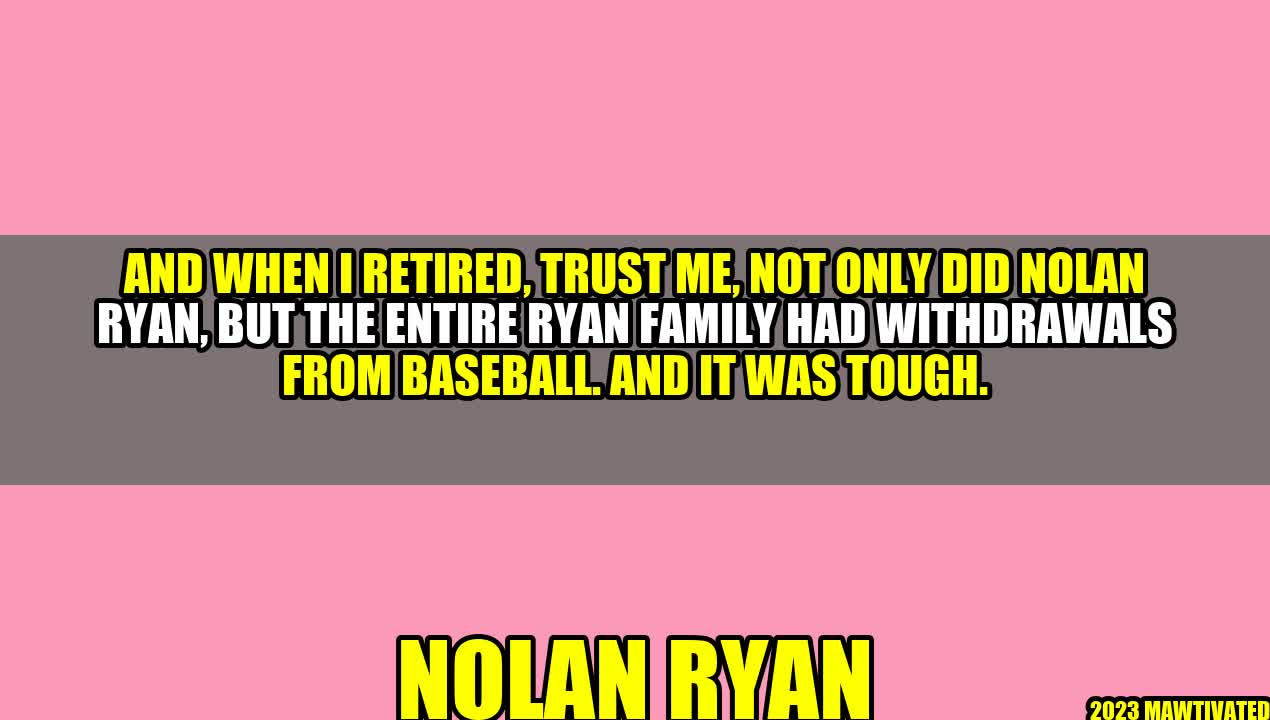 AND WHEN I RETIRED, TRUST ME, NOT ONLY DID NOLAN
RYAN, BUT THE ENTIRE RYAN FAMILY HAD WITHDRAWALS
FROM BASEBALL. AND IT WAS TOUGH.
NOLAN RYAN
2023 MAWTIVATED